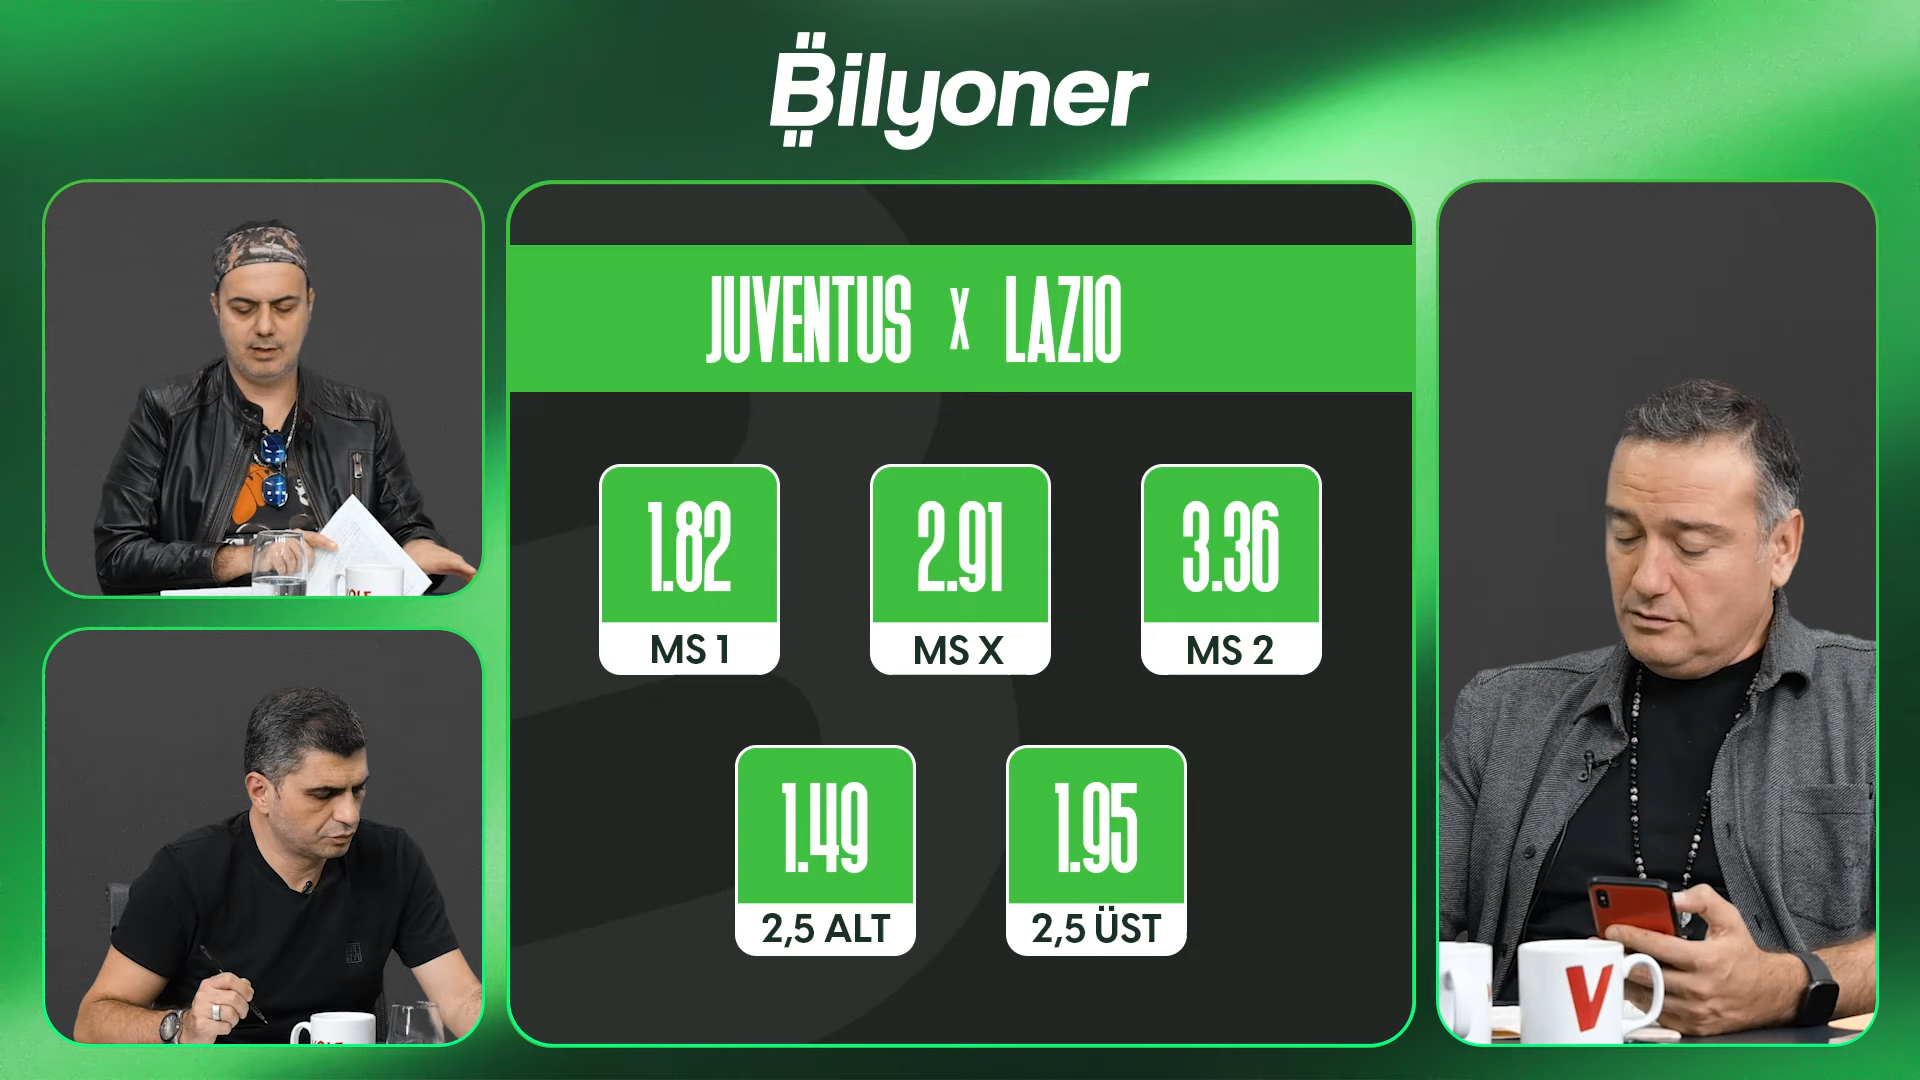 Bilyoner
JUVENTUS X LAZIO
1.82
MS 1
2.91
MS X
3.36
MS 2
1.49
2,5 ALT
1.95
2,5 ÜST
V